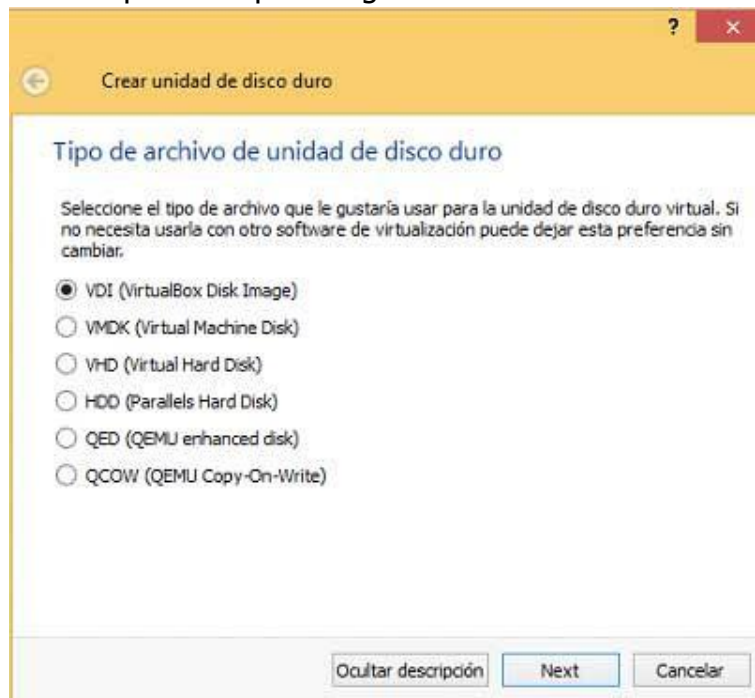 ?
Crear unidad de disco duro
Tipo de archivo de unidad de disco duro
Seleccione el tipo de archivo que le gustaría usar para la unidad de disco duro virtual. Si
no necesita usarla con otro software de virtualización puede dejar esta preferencia sin
cambiar.
VDI (VirtualBox Disk Image)
VMDK (Virtual Machine Disk)
VHD (Virtual Hard Disk)
HDD (Parallels Hard Disk)
QED (QEMU enhanced disk)
QCOW (QEMU Copy-On-Write)
Ocultar descripción Next Cancelar